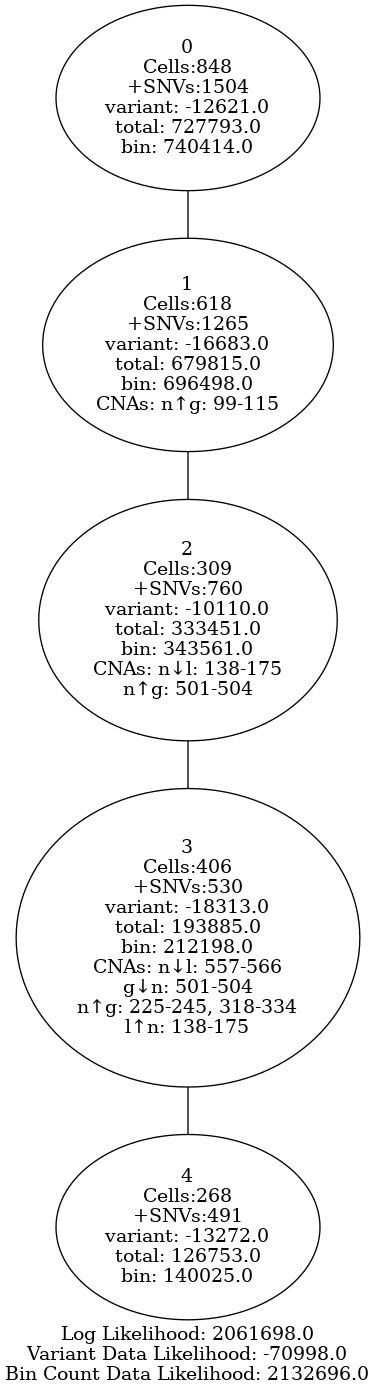 0
Cells:848
+SNVs:1504
variant: -12621.0
total: 727793.0
bin: 740414.0
1
Cells:618
+SNVs:1265
variant: -16683.0
total: 679815.0
bin: 696498.0
CNAs: n↑g: 99-115
2
Cells:309
+SNVs:760
variant: -10110.0
total: 333451.0
bin: 343561.0
CNAs: n↓l: 138-175
n↑g: 501-504
3
Cells:406
+SNVs:530
variant: -18313.0
total: 193885.0
bin: 212198.0
CNAs: n↓l: 557-566
g↓n: 501-504
n↑g: 225-245, 318-334
l↑n: 138-175
4
Cells:268
+SNVs:491
variant: -13272.0
total: 126753.0
bin: 140025.0
Log Likelihood: 2061698.0
Variant Data Likelihood: -70998.0
Bin Count Data Likelihood: 2132696.0